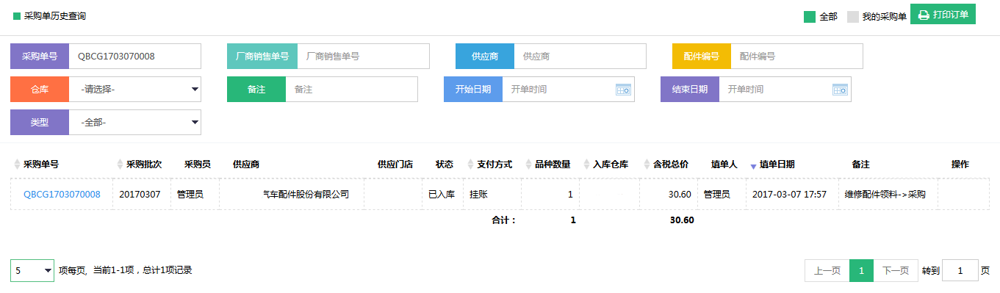 采购单历史查询
全部 我的采购单 打印订单
采购单号 QBCG1703070008 厂商销售单号 厂商销售单号 供应商 供应商 配件编号 配件编号
仓库 -请选择- 备注 备注 开始日期 开单时间 结束日期 开单时间
类型 -全部-
采购单号 采购批次 采购员 供应商 供应门店 状态 支付方式 品种数量 入库仓库 含税总价 填单人 填单日期 备注 操作
QBCG1703070008 20170307 管理员 汽车配件股份有限公司 已入库 挂账 1 30.60 管理员 2017-03-07 17:57 维修配件领料->采购
合计： 1 30.60
5 项每页, 当前1-1项，总计1项记录 上一页 1 下一页 转到 1 页